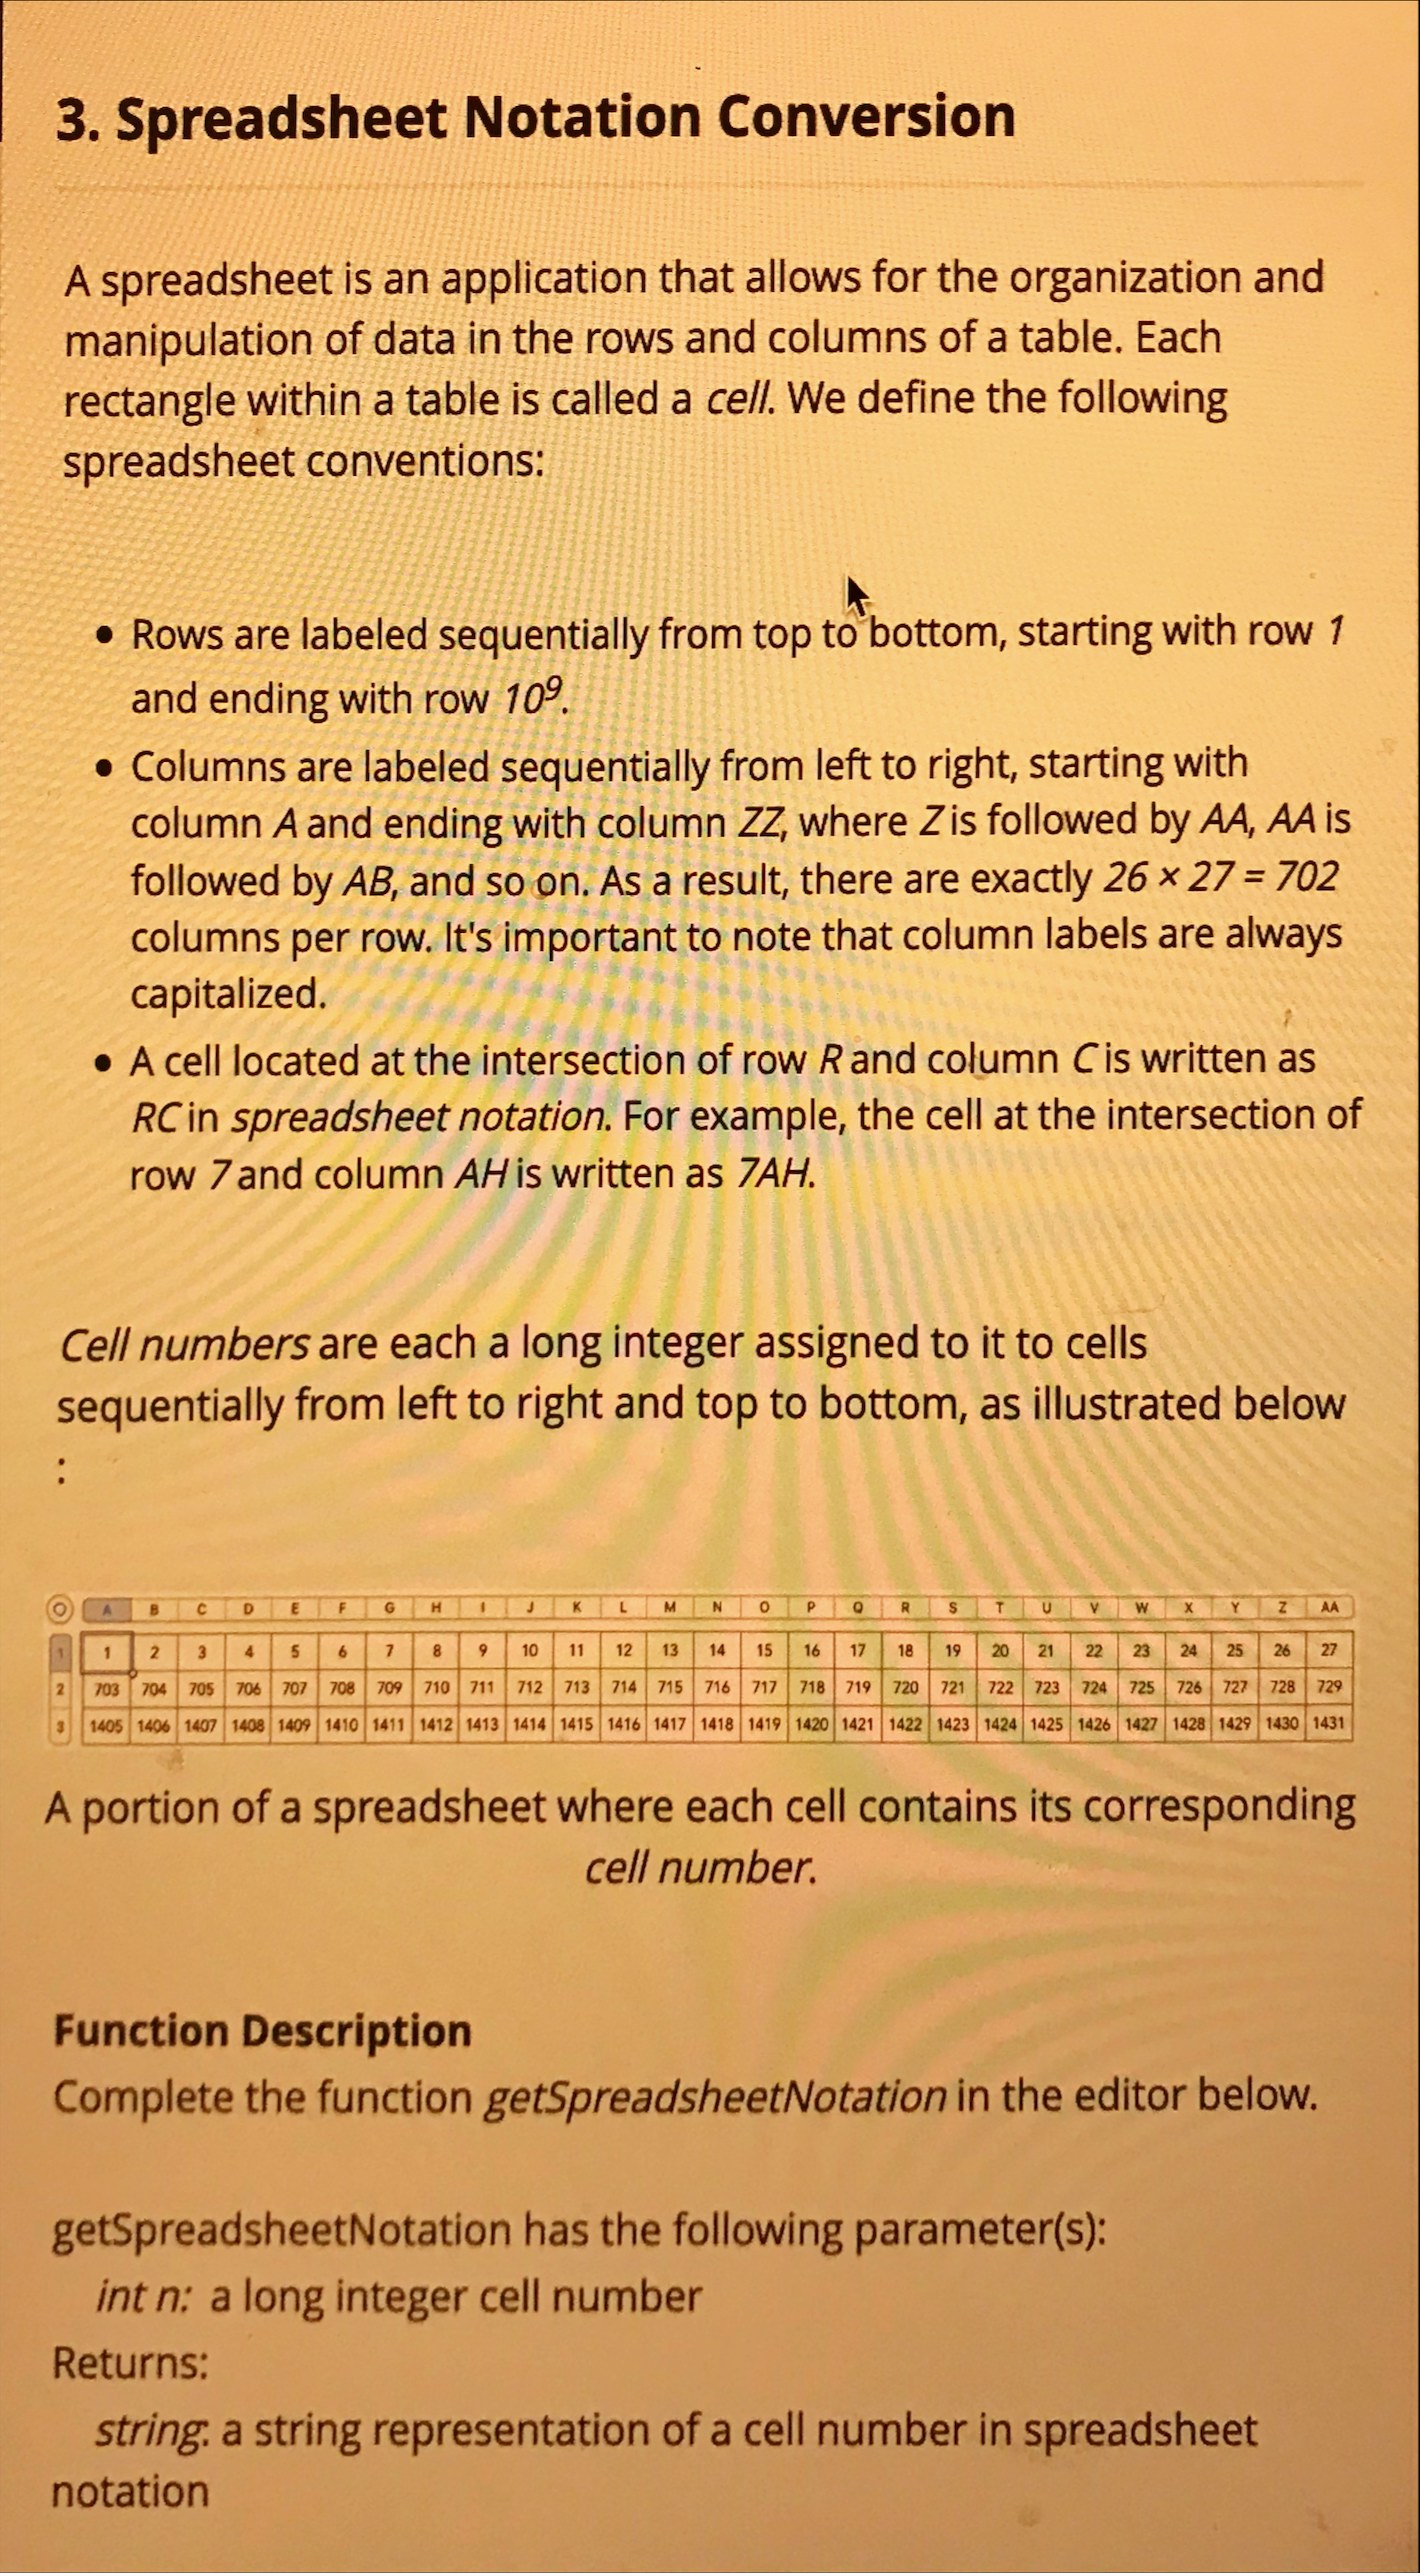 3. Spreadsheet Notation Conversion
A spreadsheet is an application that allows for the organization and
manipulation of data in the rows and columns of a table. Each
rectangle within a table is called a cell. We define the following
spreadsheet conventions:
• Rows are labeled sequentially from top to bottom, starting with row 1
and ending with row 10⁹.
• Columns are labeled sequentially from left to right, starting with
column A and ending with column ZZ, where Z is followed by AA, AA is
followed by AB, and so on. As a result, there are exactly 26 × 27 = 702
columns per row. It's important to note that column labels are always
capitalized.
• A cell located at the intersection of row R and column C is written as
RC in spreadsheet notation. For example, the cell at the intersection of
row 7 and column AH is written as 7AH.
Cell numbers are each a long integer assigned to it to cells
sequentially from left to right and top to bottom, as illustrated below
:
A B C D E F G H I J K L M N O P Q R S T U V W X Y Z AA
1 1 2 3 4 5 6 7 8 9 10 11 12 13 14 15 16 17 18 19 20 21 22 23 24 25 26 27
2 703 704 705 706 707 708 709 710 711 712 713 714 715 716 717 718 719 720 721 722 723 724 725 726 727 728 729
3 1405 1406 1407 1408 1409 1410 1411 1412 1413 1414 1415 1416 1417 1418 1419 1420 1421 1422 1423 1424 1425 1426 1427 1428 1429 1430 1431
A portion of a spreadsheet where each cell contains its corresponding
cell number.
Function Description
Complete the function getSpreadsheetNotation in the editor below.
getSpreadsheetNotation has the following parameter(s):
int n: a long integer cell number
Returns:
string: a string representation of a cell number in spreadsheet
notation